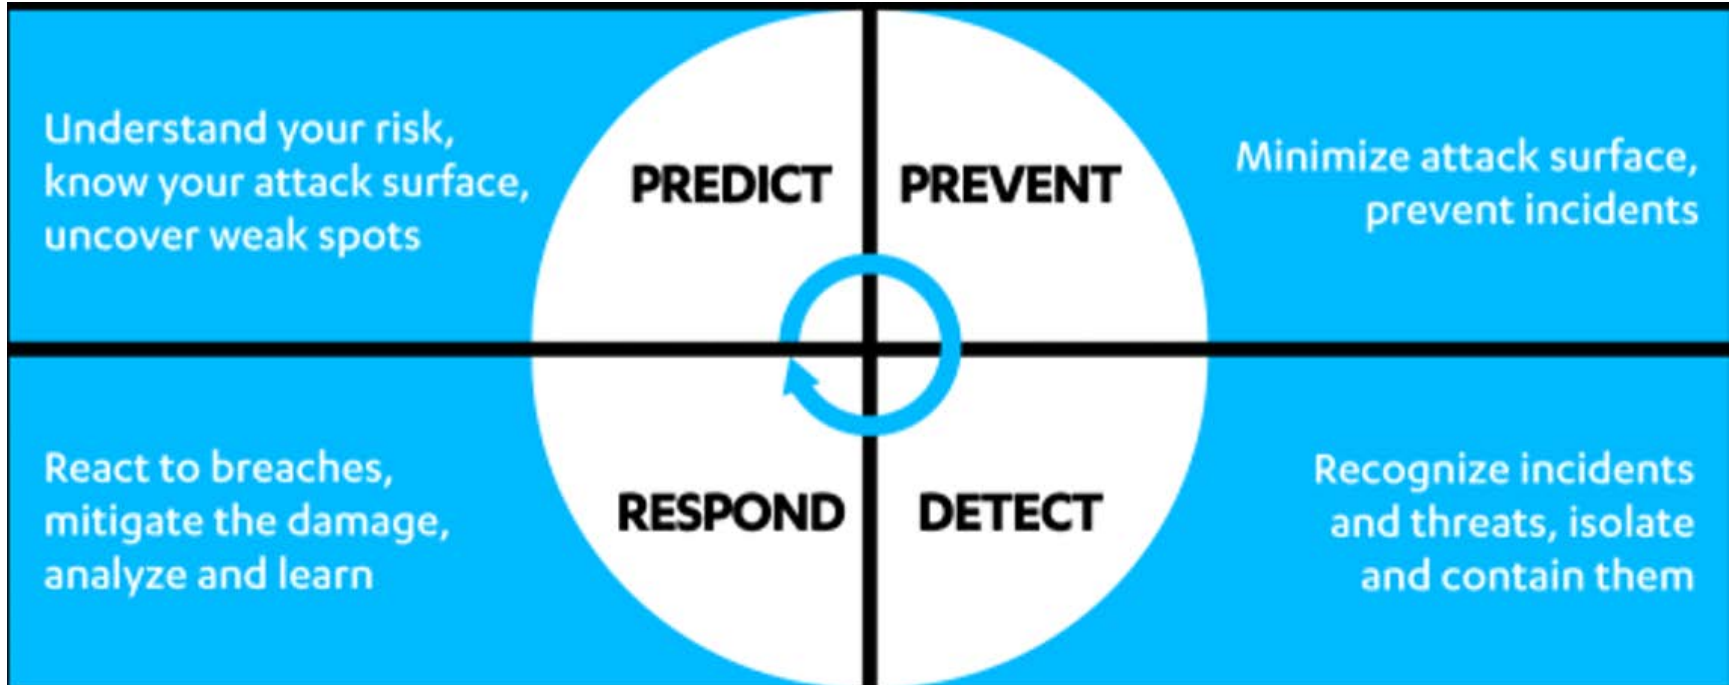 Understand your risk,
know your attack surface,
uncover weak spots
PREDICT
PREVENT
Minimize attack surface,
prevent incidents
React to breaches,
mitigate the damage,
analyze and learn
RESPOND
DETECT
Recognize incidents
and threats, isolate
and contain them